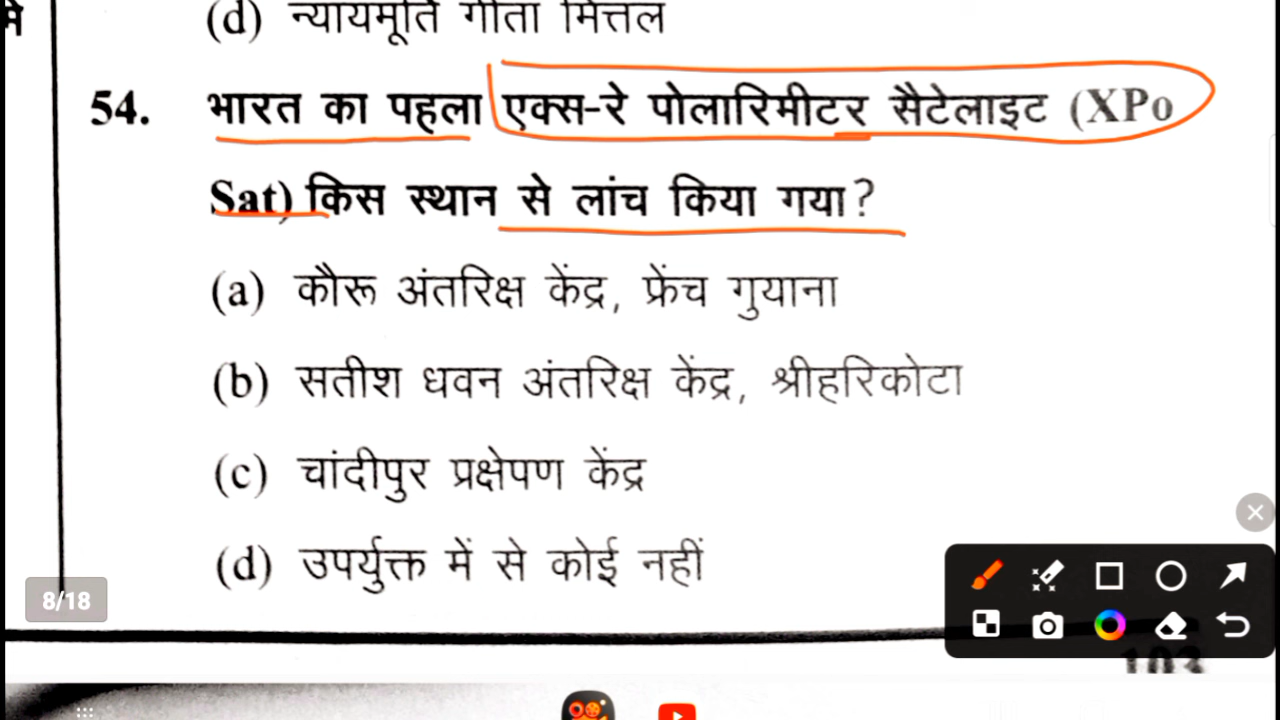 मे
(d) न्यायमूर्ति गीता मित्तल
54. भारत का पहला एक्स-रे पोलारिमीटर सैटेलाइट (XPo
Sat) किस स्थान से लांच किया गया?
(a) कौरू अंतरिक्ष केंद्र, फ्रेंच गुयाना
(b) सतीश धवन अंतरिक्ष केंद्र, श्रीहरिकोटा
(c) चांदीपुर प्रक्षेपण केंद्र
(d) उपर्युक्त में से कोई नहीं
8/18
103